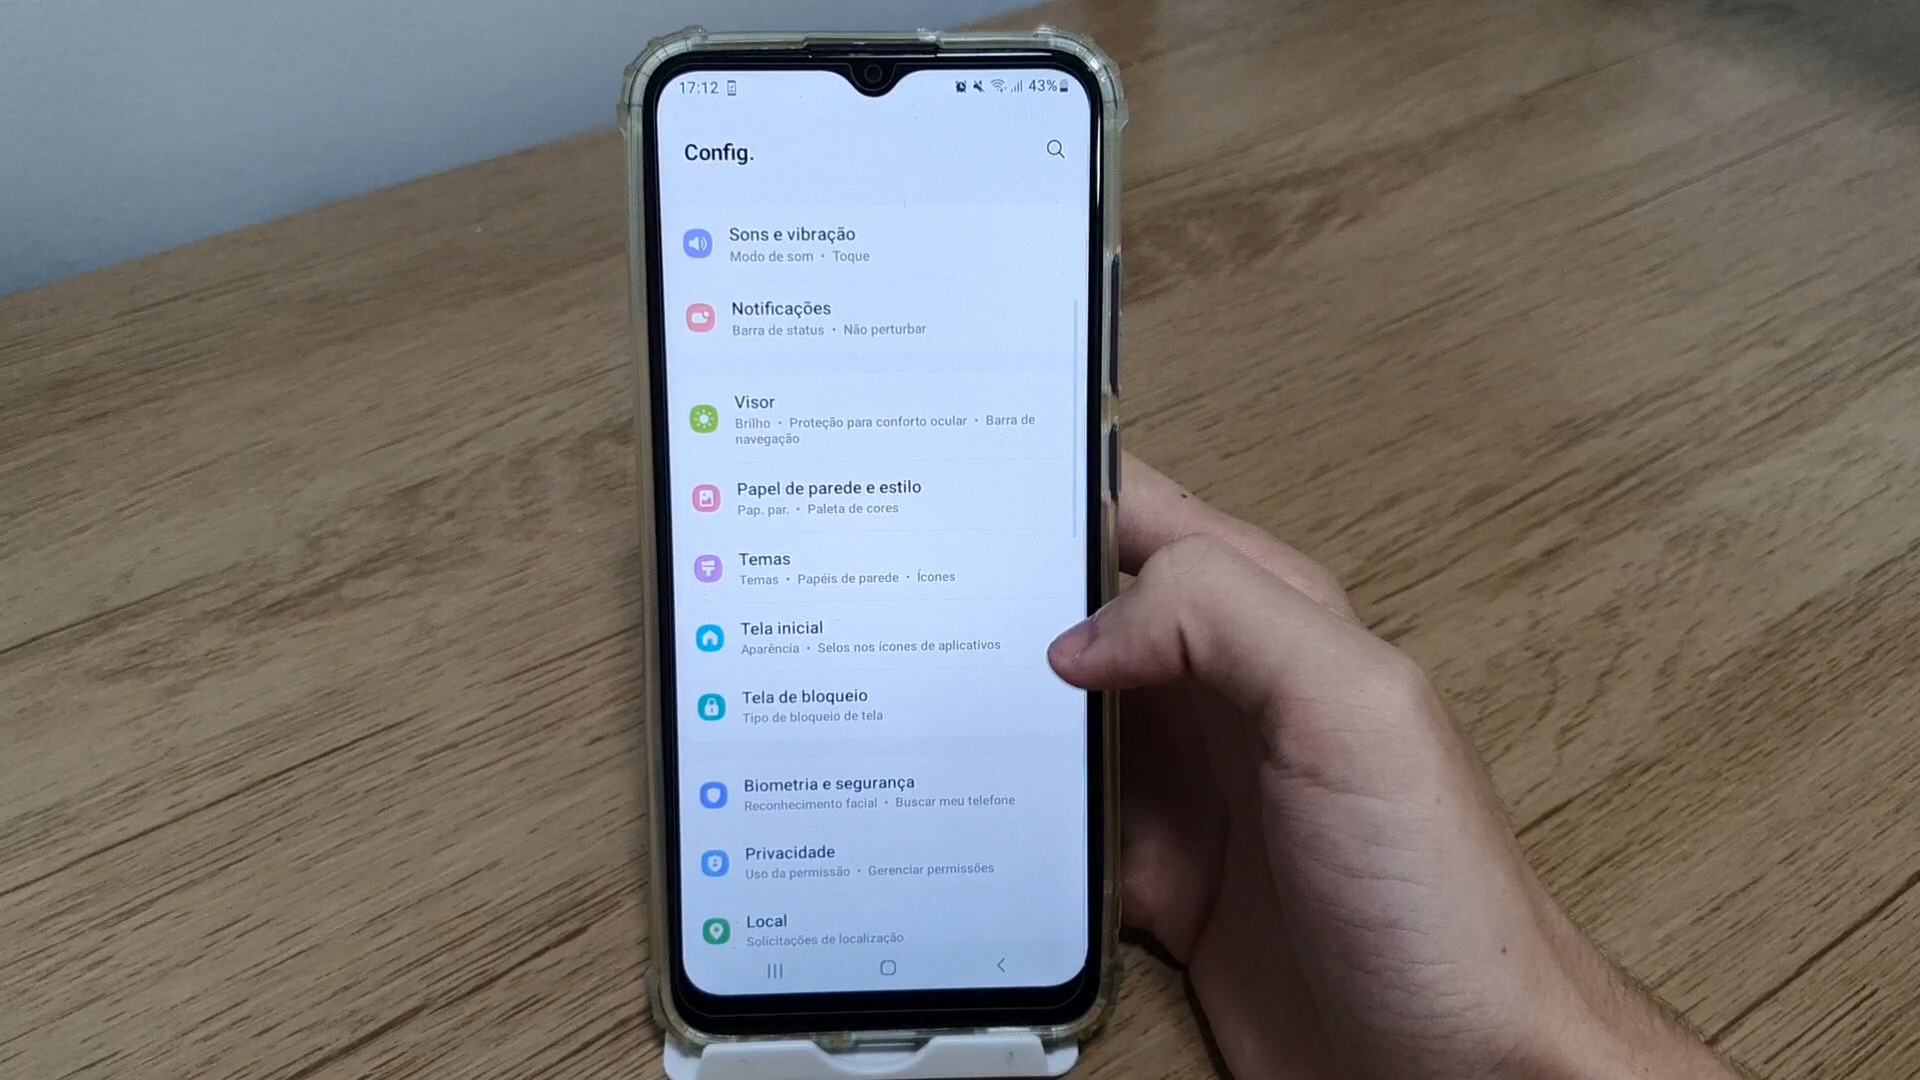 17:12 43%
Config.
Sons e vibração
Modo de som • Toque
Notificações
Barra de status • Não perturbar
Visor
Brilho • Proteção para conforto ocular • Barra de
navegação
Papel de parede e estilo
Pap. par. • Paleta de cores
Temas
Temas • Papéis de parede • Ícones
Tela inicial
Aparência • Selos nos ícones de aplicativos
Tela de bloqueio
Tipo de bloqueio de tela
Biometria e segurança
Reconhecimento facial • Buscar meu telefone
Privacidade
Uso da permissão • Gerenciar permissões
Local
Solicitações de localização